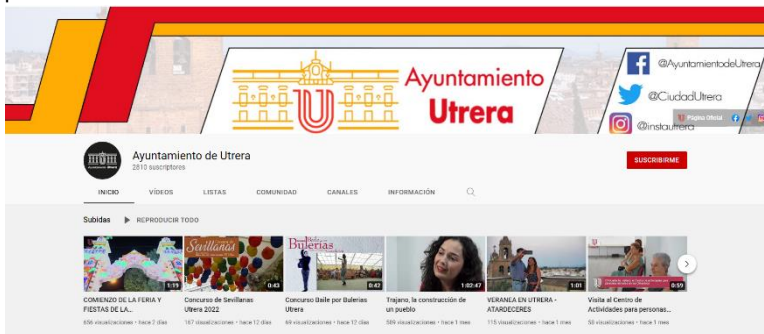 Ayuntamiento
Utrera
@AyuntamientodeUtrera/
@CiudadUtrera
@instautrera
Página Oficial
Ayuntamiento de Utrera
2810 suscriptores
SUSCRIBIRME
INICIO VÍDEOS LISTAS COMUNIDAD CANALES INFORMACIÓN
Subidas REPRODUCIR TODO
Sevillanas
Bulerías
1:19 0:43 0:42 1:02:47 1:01 0:59
COMIENZO DE LA FERIA Y
FIESTAS DE LA...
656 visualizaciones • hace 2 días
Concurso de Sevillanas
Utrera 2022
167 visualizaciones • hace 12 días
Concurso Baile por Bulerías
Utrera
69 visualizaciones • hace 12 días
Trajano, la construcción de
un pueblo
589 visualizaciones • hace 1 mes
VERANEA EN UTRERA -
ATARDECERES
115 visualizaciones • hace 1 mes
Visita al Centro de
Actividades para personas...
50 visualizaciones • hace 1 mes